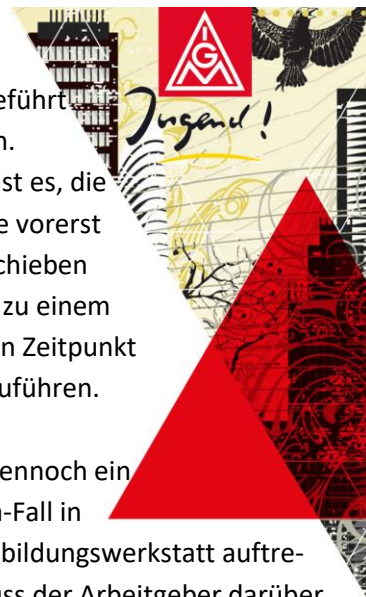 IGM
Jugend!
eführt
n.
st es, die
e vorerst
chieben
zu einem
n Zeitpunkt
uführen.
ennoch ein
-Fall in
bildungswerkstatt auftre-
uss der Arbeitgeber darüber